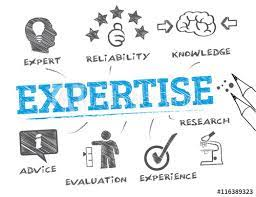 EXPERT
RELIABILITY
KNOWLEDGE
EXPERTISE
RESEARCH
ADVICE
EVALUATION
EXPERIENCE
#116389323